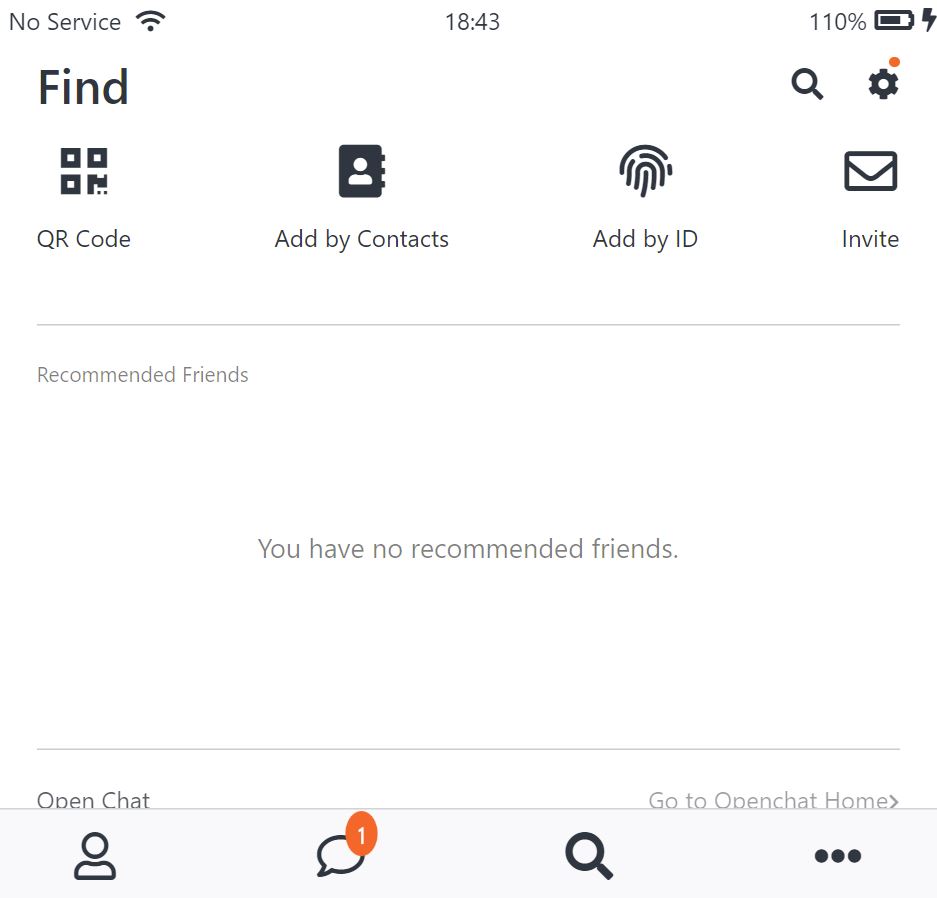 No Service 18:43 110%
Find
QR Code Add by Contacts Add by ID Invite
Recommended Friends
You have no recommended friends.
Open Chat Go to Openchat Home
1